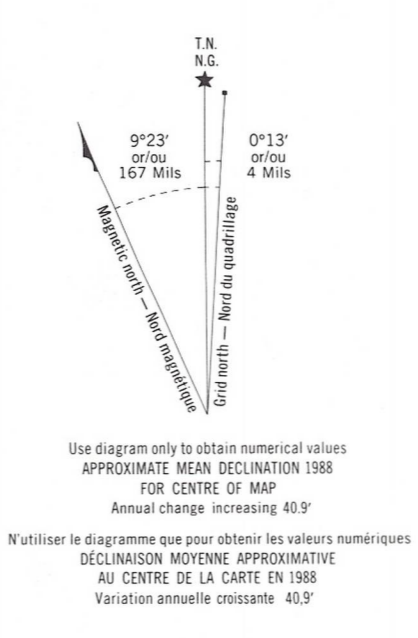 T.N.
N.G.
9°23′
or/ou
167 Mils
0°13′
or/ou
4 Mils
Magnetic north — Nord magnétique
Grid north — Nord du quadrillage
Use diagram only to obtain numerical values
APPROXIMATE MEAN DECLINATION 1988
FOR CENTRE OF MAP
Annual change increasing 40.9′
N'utiliser le diagramme que pour obtenir les valeurs numériques
DÉCLINAISON MOYENNE APPROXIMATIVE
AU CENTRE DE LA CARTE EN 1988
Variation annuelle croissante 40,9′